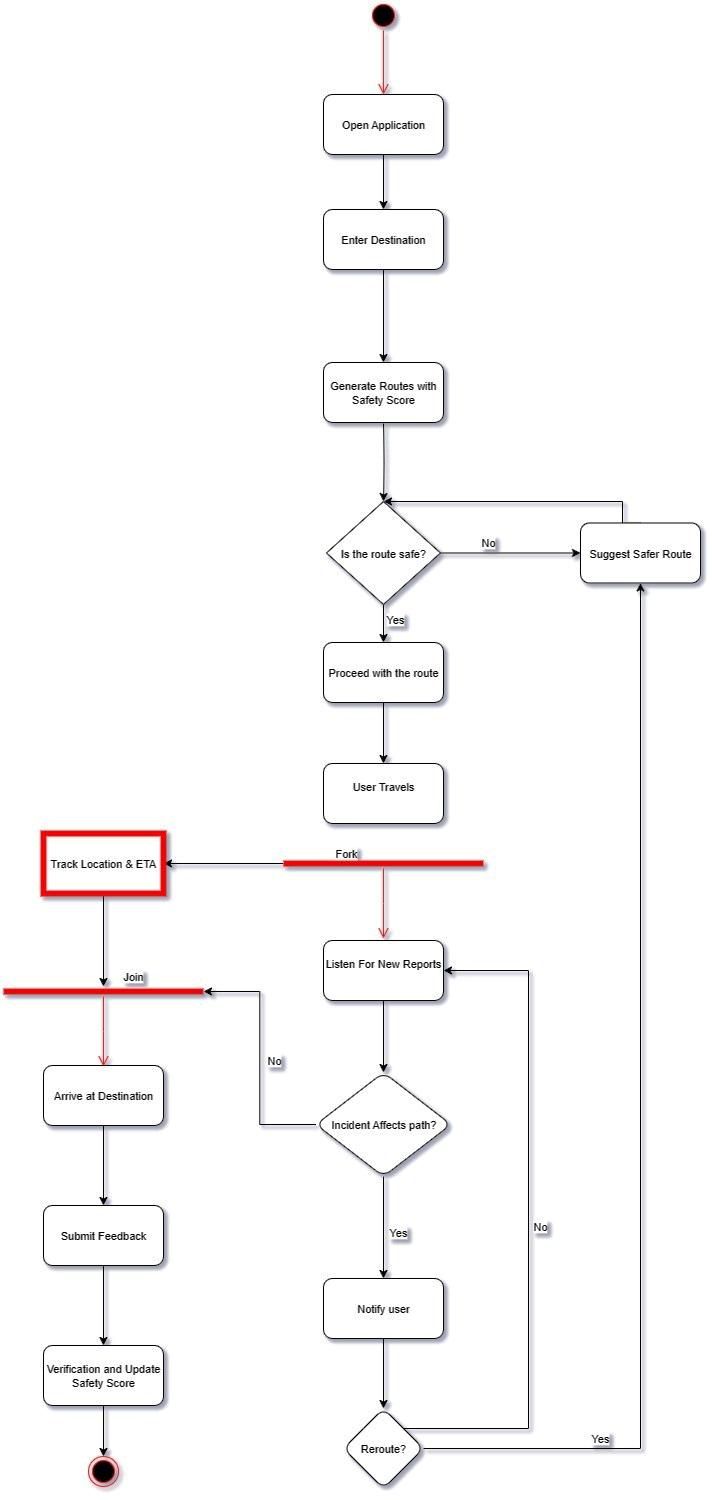 Open Application
Enter Destination
Generate Routes with
Safety Score
Is the route safe?
No
Suggest Safer Route
Yes
Proceed with the route
User Travels
Fork
Track Location & ETA
Listen For New Reports
Join
No
Arrive at Destination
Incident Affects path?
Submit Feedback
Yes
No
Notify user
Verification and Update
Safety Score
Reroute?
Yes